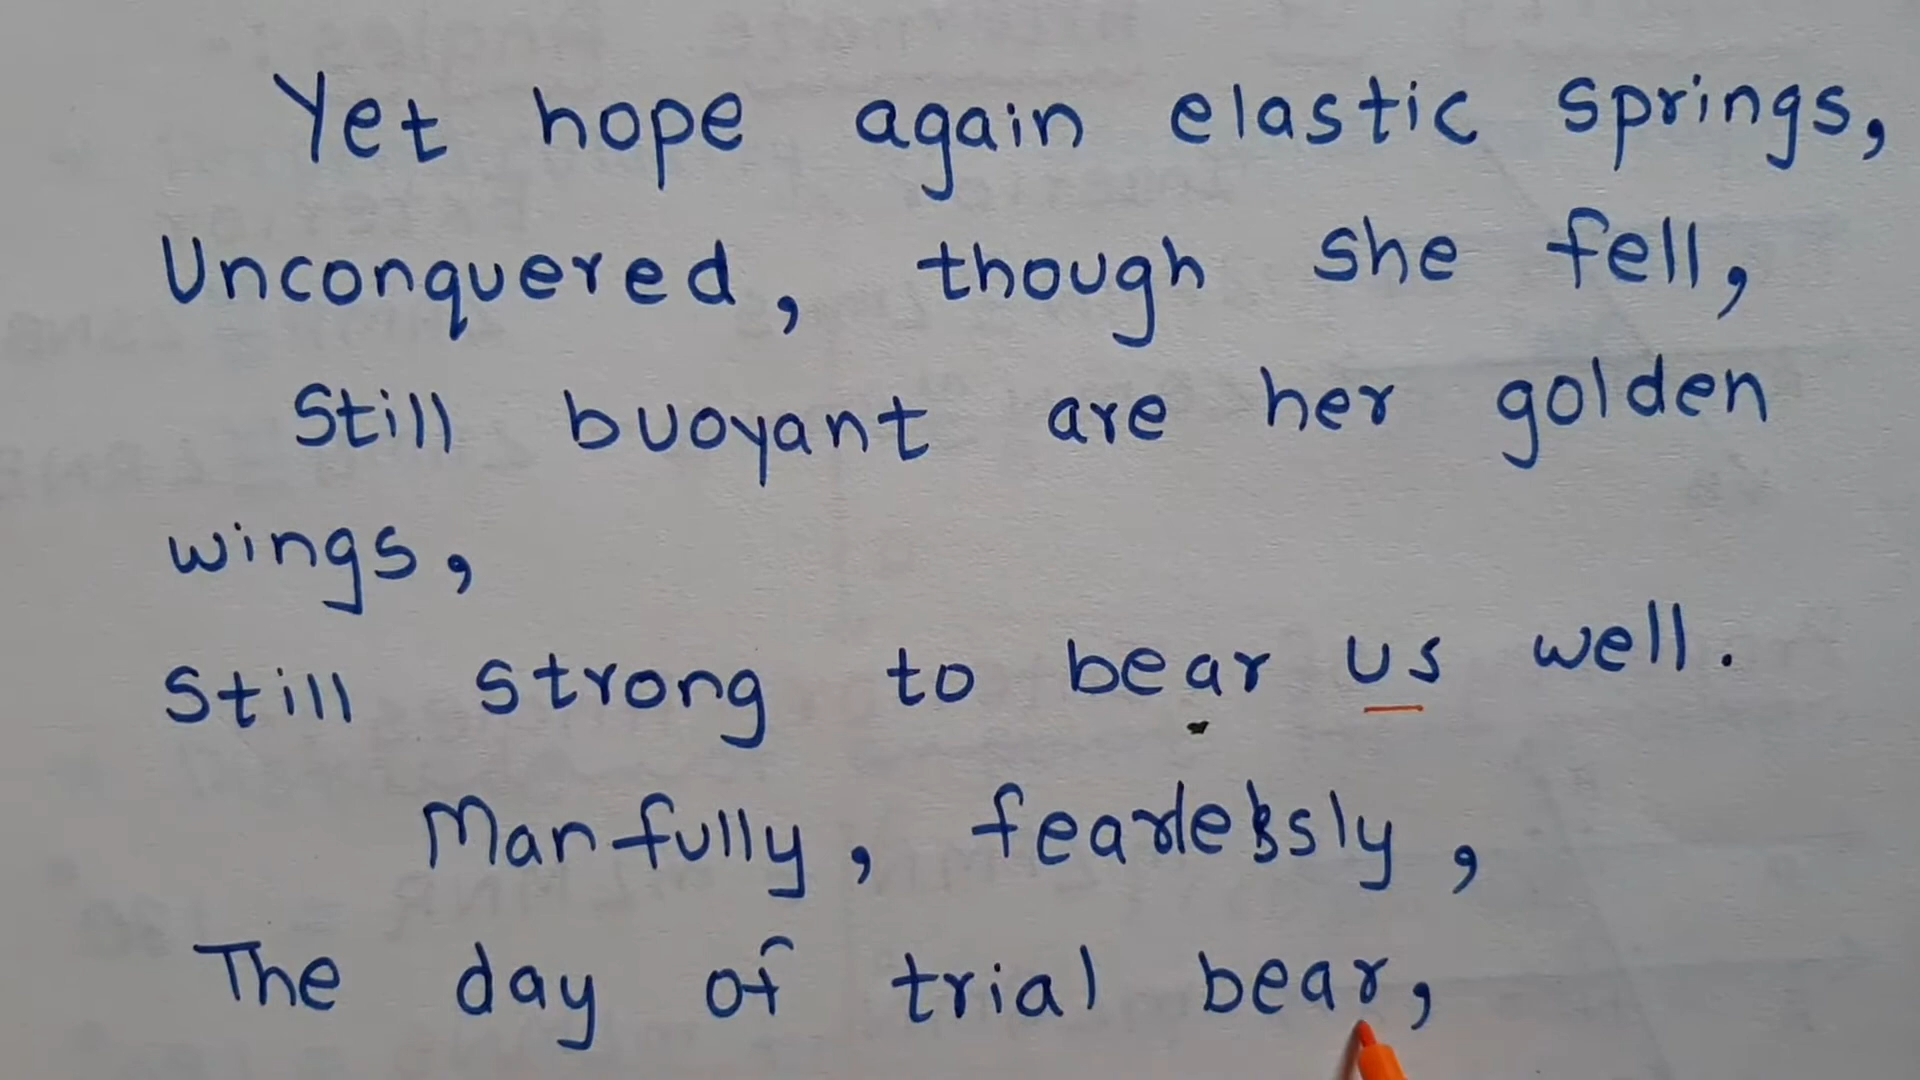 Yet hope again elastic springs,
Unconquered, though she fell,
Still buoyant are her golden
wings,
Still strong to bear us well.
Manfully, fearlessly,
The day of trial bear,